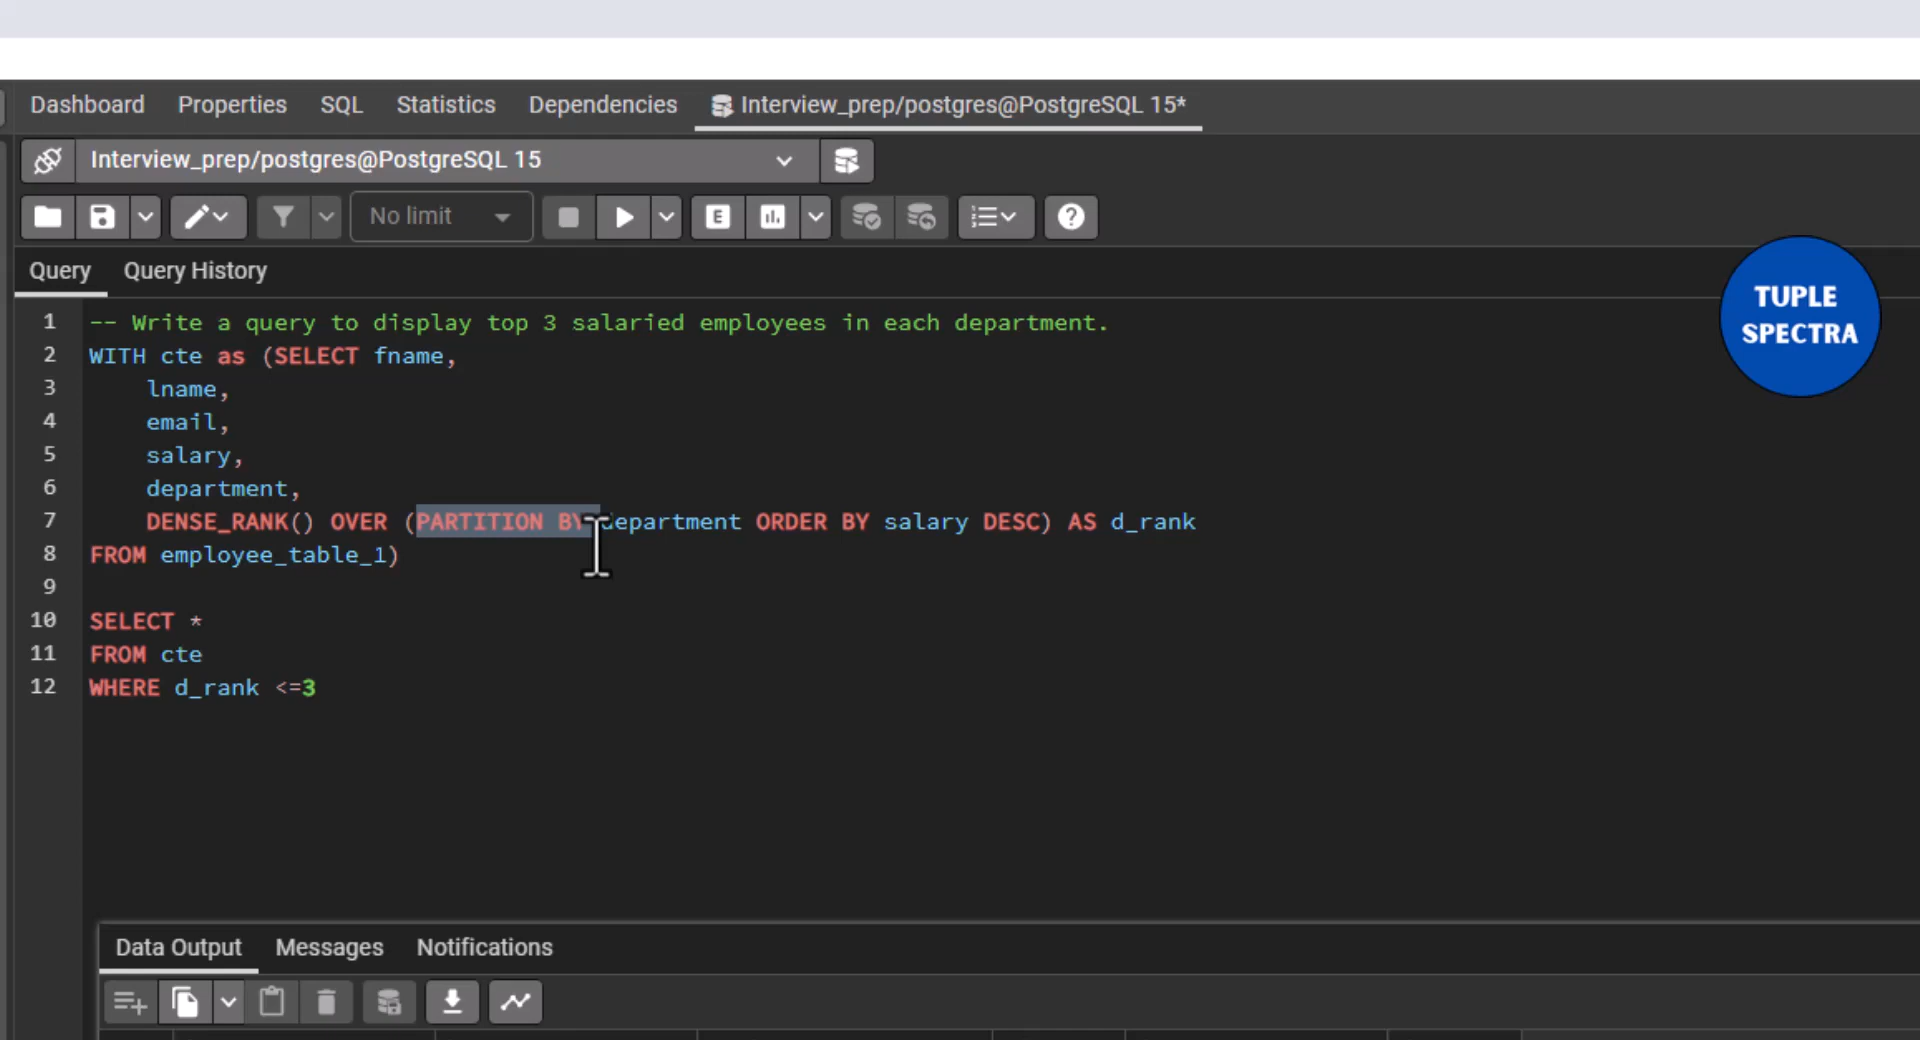 Dashboard Properties SQL Statistics Dependencies Interview_prep/postgres@PostgreSQL 15*
Interview_prep/postgres@PostgreSQL 15
No limit E ?
Query Query History
TUPLE
SPECTRA
1 -- Write a query to display top 3 salaried employees in each department.
2 WITH cte as (SELECT fname,
3 lname,
4 email,
5 salary,
6 department,
7 DENSE_RANK() OVER (PARTITION BY department ORDER BY salary DESC) AS d_rank
8 FROM employee_table_1)
9
10 SELECT *
11 FROM cte
12 WHERE d_rank <=3
Data Output Messages Notifications